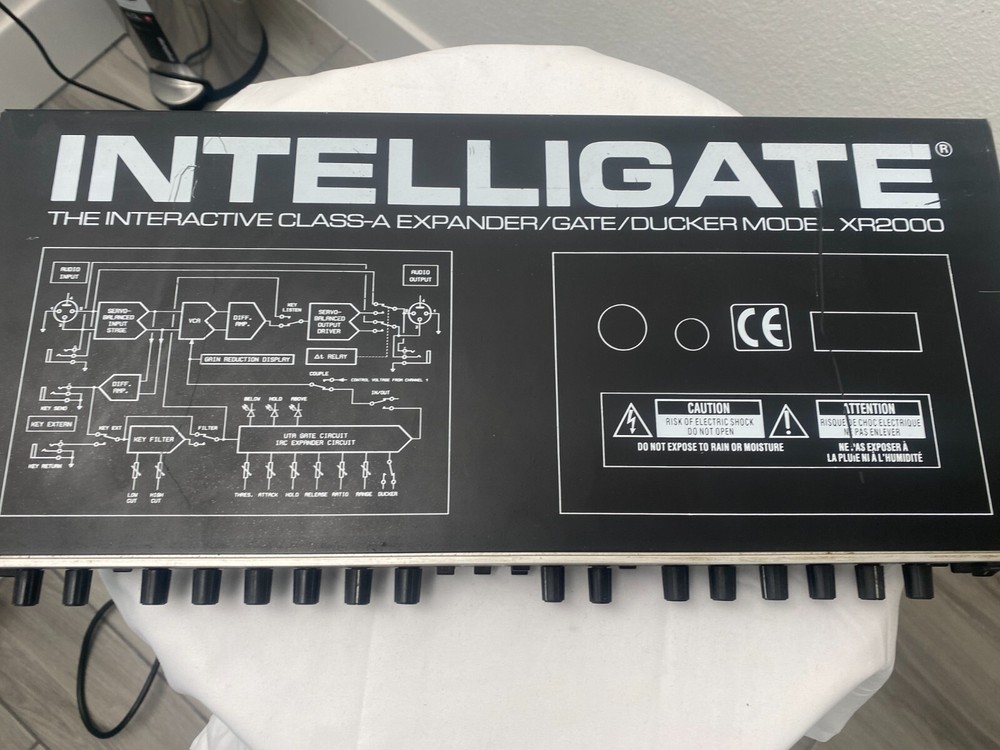 INTELLIGATE®
THE INTERACTIVE CLASS-A EXPANDER/GATE/DUCKER MODEL XR2000
AUDIO
INPUT
AUDIO
OUTPUT
SERVO-
BALANCED
INPUT
STAGE
VCA
DIFF.
AMP.
KEY
LISTEN
SERVO-
BALANCED
OUTPUT
DRIVER
GAIN REDUCTION DISPLAY
Δt RELAY
DIFF.
AMP.
COUPLE
CONTROL VOLTAGE FROM CHANNEL 1
IN/OUT
KEY SEND
KEY EXTERN
KEY RETURN
KEY EXT
KEY FILTER
FILTER
BELOW HOLD ABOVE
UTR GATE CIRCUIT
IRC EXPANDER CIRCUIT
LOW
CUT
HIGH
CUT
THRES. ATTACK HOLD RELEASE RATIO RANGE DUCKER
CE
CAUTION
RISK OF ELECTRIC SHOCK
DO NOT OPEN
ATTENTION
RISQUE DE CHOC ELECTRIQUE
NE PAS ENLEVER
DO NOT EXPOSE TO RAIN OR MOISTURE
NE PAS EXPOSER À
LA PLUIE NI À L'HUMIDITÉ